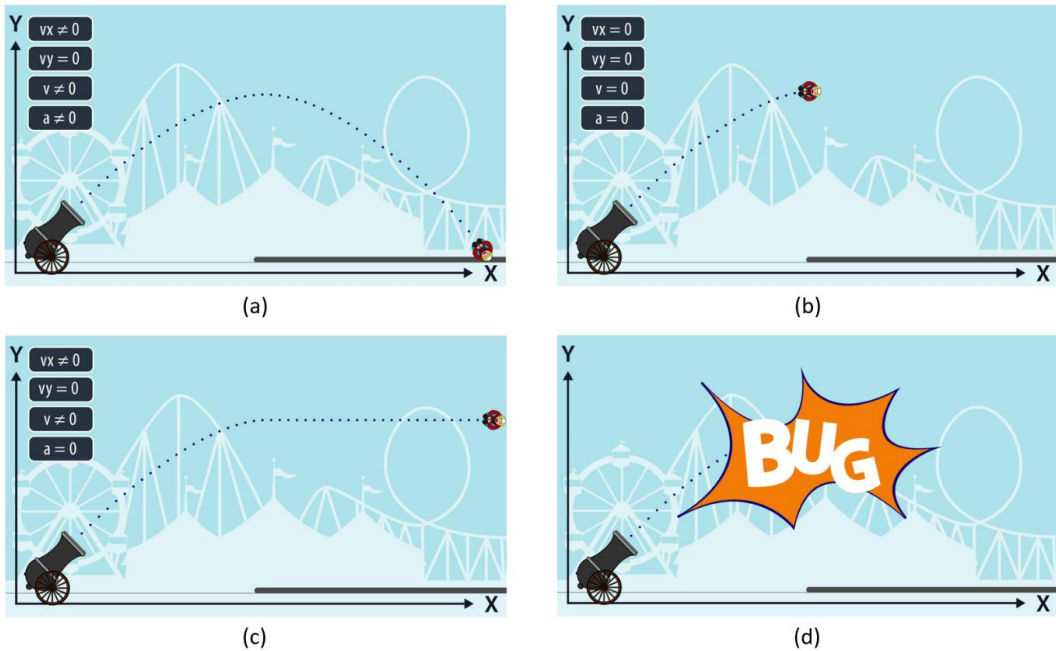 Y
vx ≠ 0
vy = 0
v ≠ 0
a ≠ 0
X
(a)
Y
vx = 0
vy = 0
v = 0
a = 0
X
(b)
Y
vx ≠ 0
vy = 0
v ≠ 0
a = 0
X
(c)
Y
BUG
X
(d)